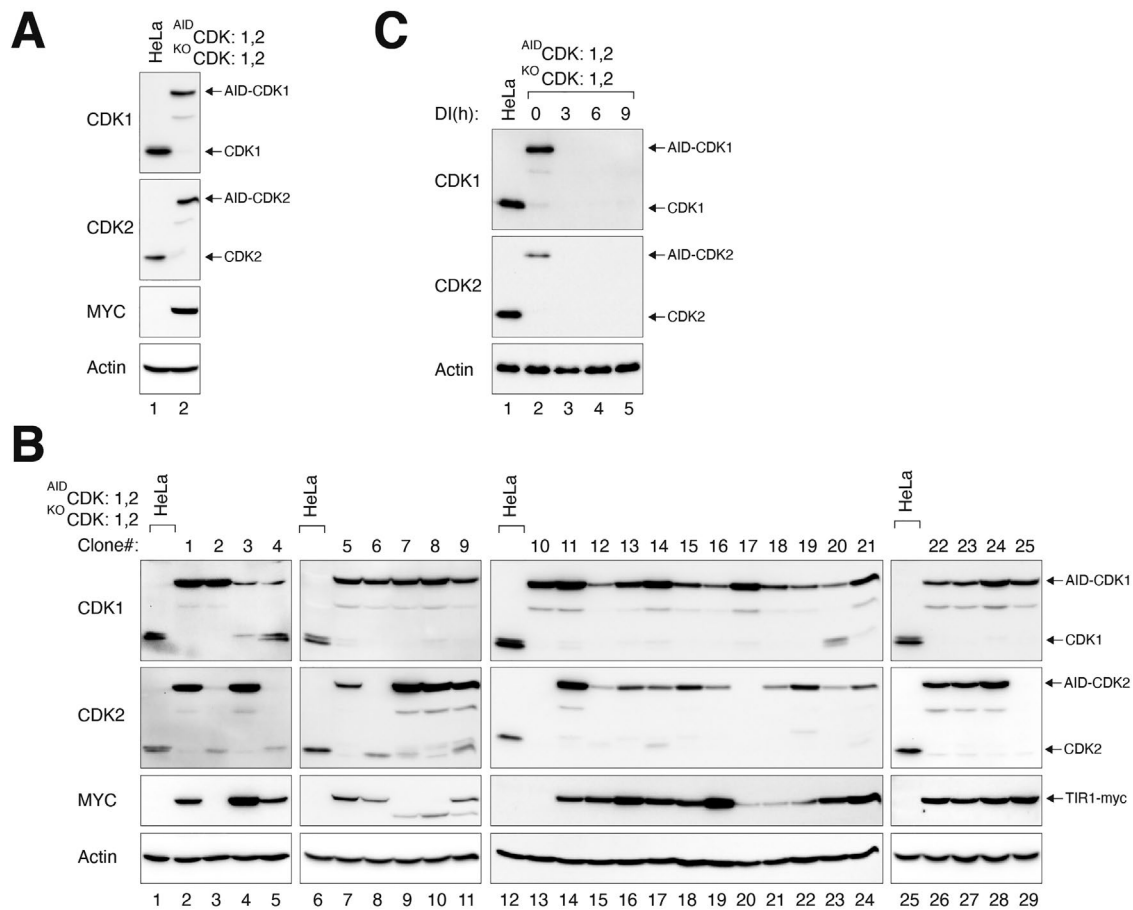 A
HeLa
AID CDK: 1,2
KO CDK: 1,2
CDK1
AID-CDK1
CDK1
CDK2
AID-CDK2
CDK2
MYC
Actin
1 2
C
HeLa
AID CDK: 1,2
KO CDK: 1,2
DI(h): 0 3 6 9
CDK1
AID-CDK1
CDK1
CDK2
AID-CDK2
CDK2
Actin
1 2 3 4 5
B
AID CDK: 1,2
KO CDK: 1,2
HeLa HeLa HeLa HeLa
Clone#: 1 2 3 4 5 6 7 8 9 10 11 12 13 14 15 16 17 18 19 20 21 22 23 24 25
CDK1
AID-CDK1
CDK1
CDK2
AID-CDK2
CDK2
MYC
TIR1-myc
Actin
1 2 3 4 5 6 7 8 9 10 11 12 13 14 15 16 17 18 19 20 21 22 23 24 25 26 27 28 29